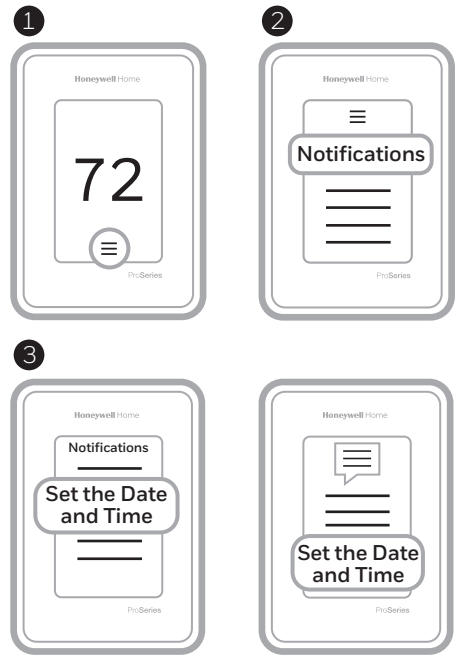 1
Honeywell Home
72
ProSeries
2
Honeywell Home
Notifications
ProSeries
3
Honeywell Home
Notifications
Set the Date
and Time
ProSeries
Honeywell Home
Set the Date
and Time
ProSeries